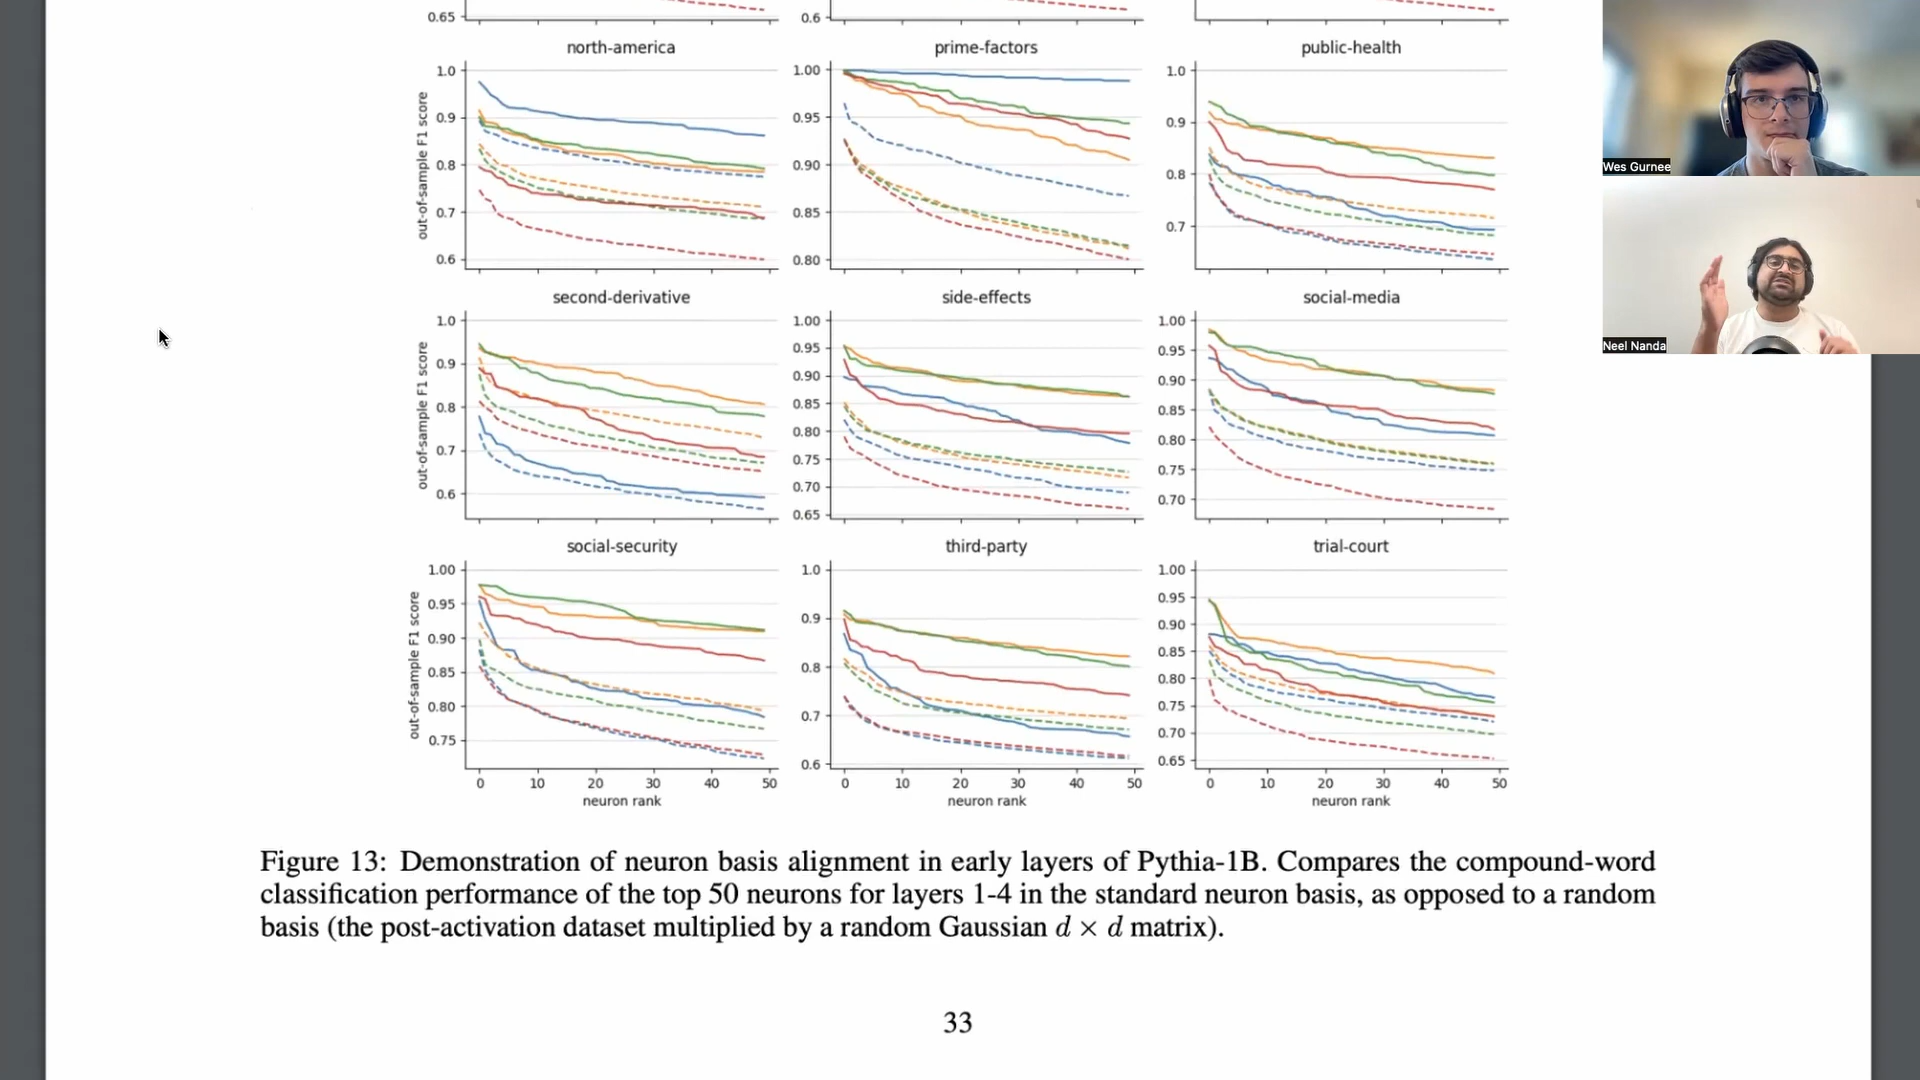 0.65
0.6
north-america
prime-factors
public-health
out-of-sample F1 score
1.0
0.9
0.8
0.7
0.6
1.00
0.95
0.90
0.85
0.80
1.0
0.9
0.8
0.7
second-derivative
side-effects
social-media
out-of-sample F1 score
1.0
0.9
0.8
0.7
0.6
1.00
0.95
0.90
0.85
0.80
0.75
0.70
0.65
1.00
0.95
0.90
0.85
0.80
0.75
0.70
social-security
third-party
trial-court
out-of-sample F1 score
1.00
0.95
0.90
0.85
0.80
0.75
0 10 20 30 40 50
neuron rank
1.0
0.9
0.8
0.7
0.6
0 10 20 30 40 50
neuron rank
1.00
0.95
0.90
0.85
0.80
0.75
0.70
0.65
0 10 20 30 40 50
neuron rank
Figure 13: Demonstration of neuron basis alignment in early layers of Pythia-1B. Compares the compound-word
classification performance of the top 50 neurons for layers 1-4 in the standard neuron basis, as opposed to a random
basis (the post-activation dataset multiplied by a random Gaussian d × d matrix).
33
Wes Gurnee
Neel Nanda